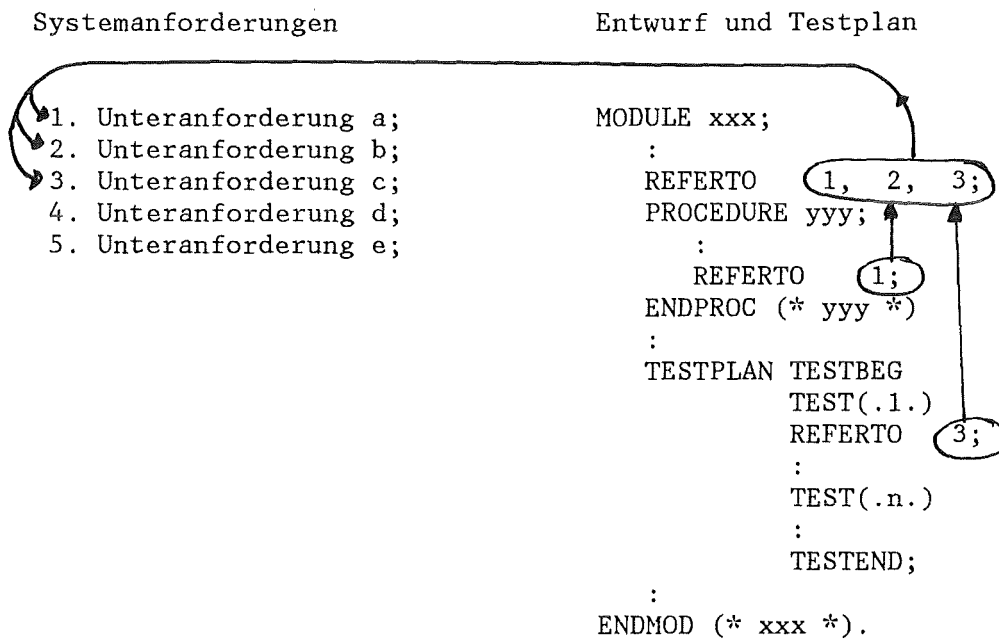 Systemanforderungen
1. Unteranforderung a;
2. Unteranforderung b;
3. Unteranforderung c;
4. Unteranforderung d;
5. Unteranforderung e;
Entwurf und Testplan
MODULE xxx;
:
REFERTO 1, 2, 3;
PROCEDURE yyy;
:
REFERTO 1;
ENDPROC (* yyy *)
:
TESTPLAN TESTBEG
TEST(.1.)
REFERTO 3;
:
TEST(.n.)
:
TESTEND;
:
ENDMOD (* xxx *).